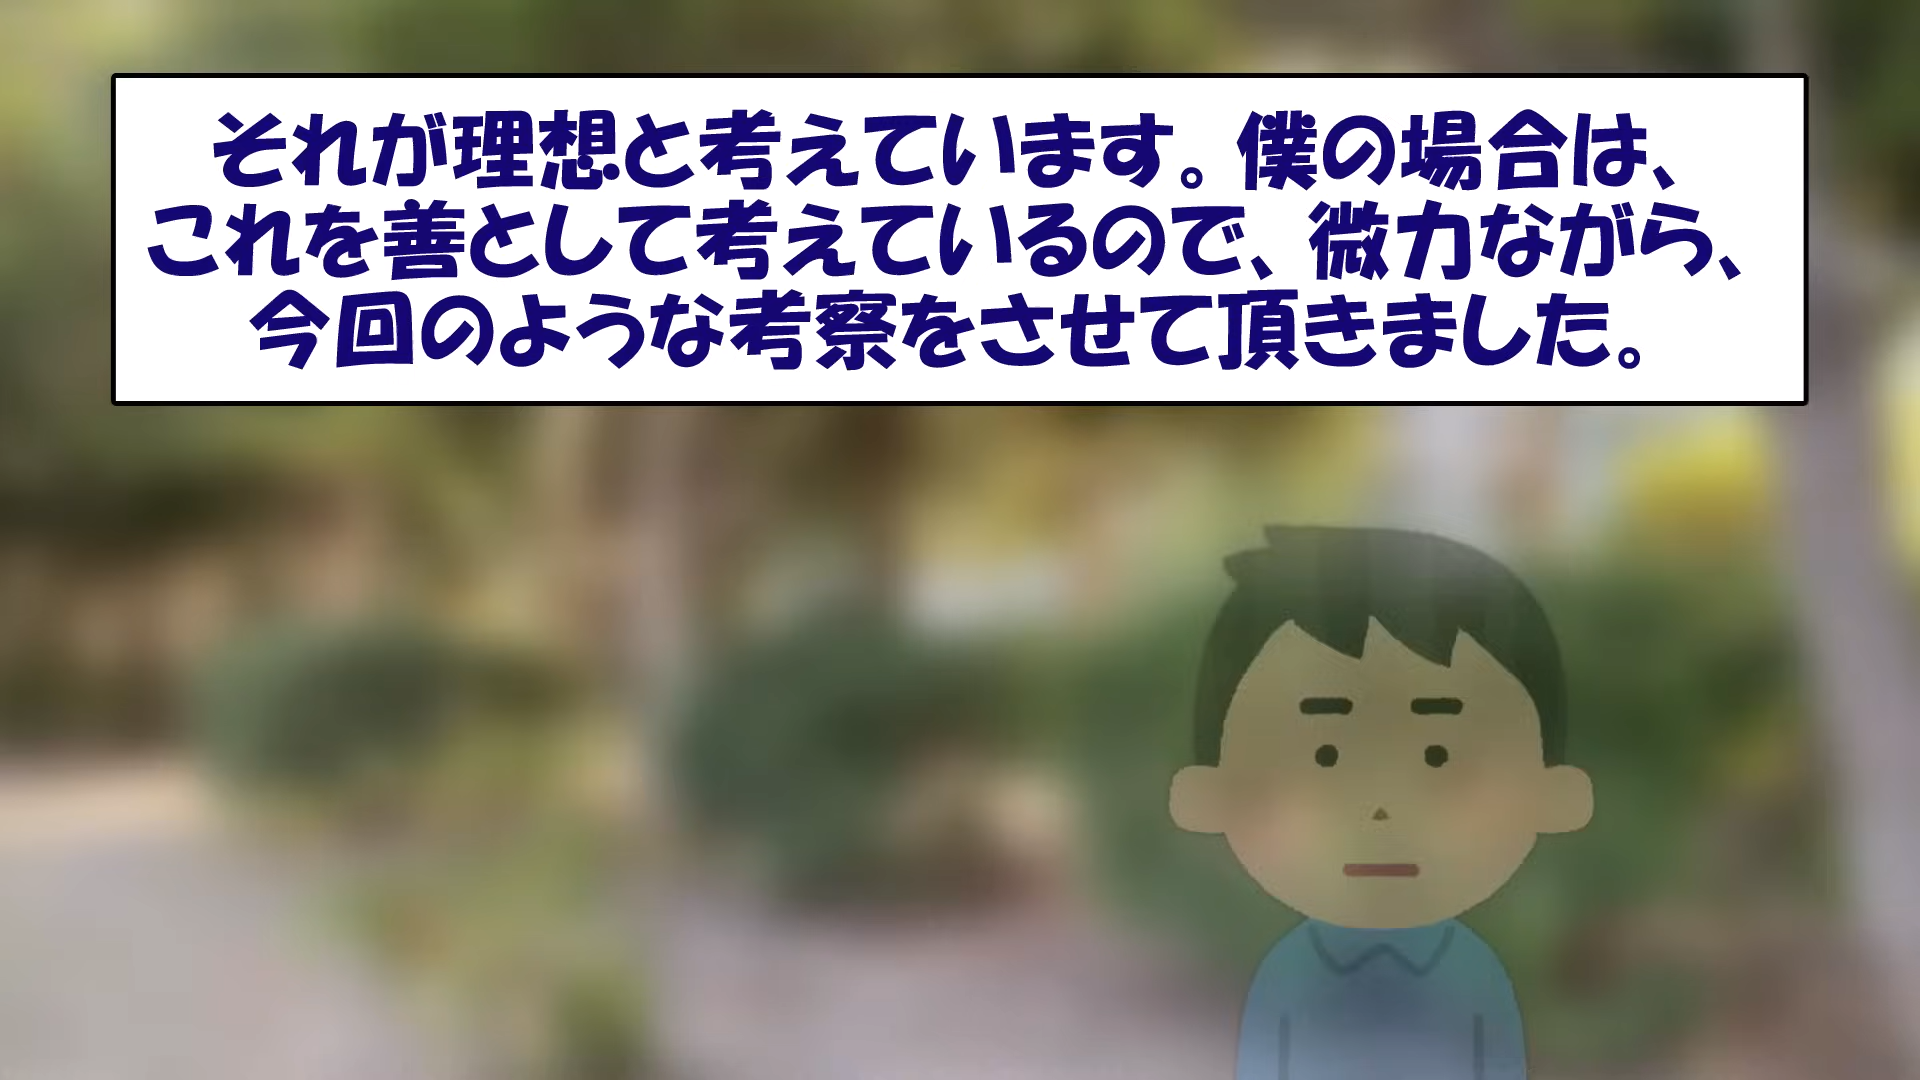 それが理想と考えています。僕の場合は、
これを善として考えているので、微力ながら、
今回のような考察をさせて頂きました。